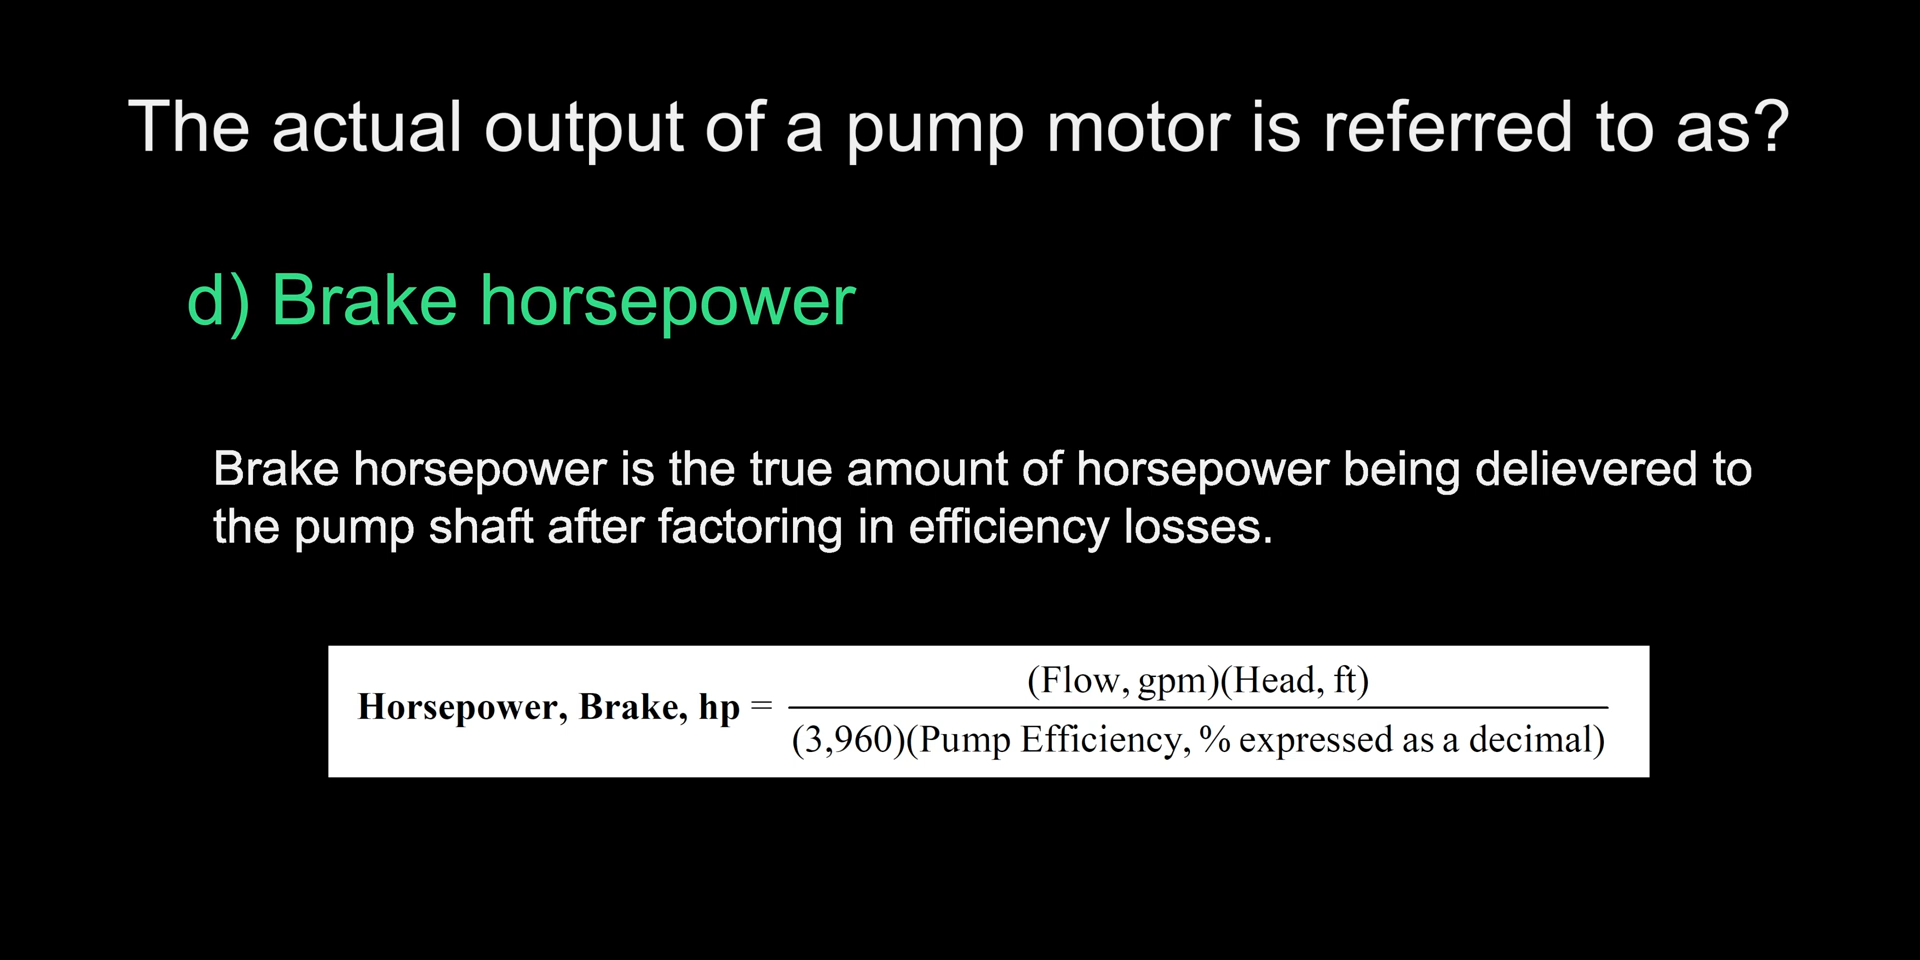 The actual output of a pump motor is referred to as?
d) Brake horsepower
Brake horsepower is the true amount of horsepower being delievered to
the pump shaft after factoring in efficiency losses.
Horsepower, Brake, hp = (Flow, gpm)(Head, ft)
(3,960)(Pump Efficiency, % expressed as a decimal)